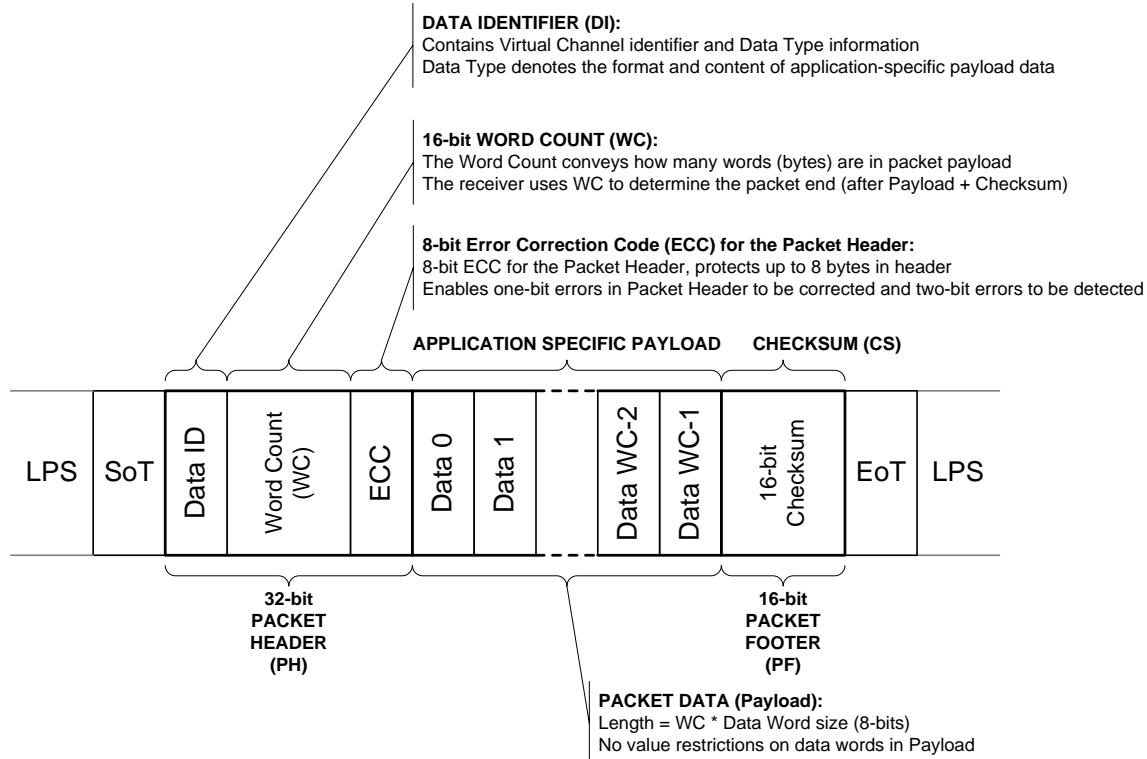 DATA IDENTIFIER (DI):
Contains Virtual Channel identifier and Data Type information
Data Type denotes the format and content of application-specific payload data
16-bit WORD COUNT (WC):
The Word Count conveys how many words (bytes) are in packet payload
The receiver uses WC to determine the packet end (after Payload + Checksum)
8-bit Error Correction Code (ECC) for the Packet Header:
8-bit ECC for the Packet Header, protects up to 8 bytes in header
Enables one-bit errors in Packet Header to be corrected and two-bit errors to be detected
APPLICATION SPECIFIC PAYLOAD
CHECKSUM (CS)
LPS
SoT
Data ID
Word Count
(WC)
ECC
Data 0
Data 1
Data WC-2
Data WC-1
16-bit
Checksum
EoT
LPS
32-bit
PACKET
HEADER
(PH)
16-bit
PACKET
FOOTER
(PF)
PACKET DATA (Payload):
Length = WC * Data Word size (8-bits)
No value restrictions on data words in Payload